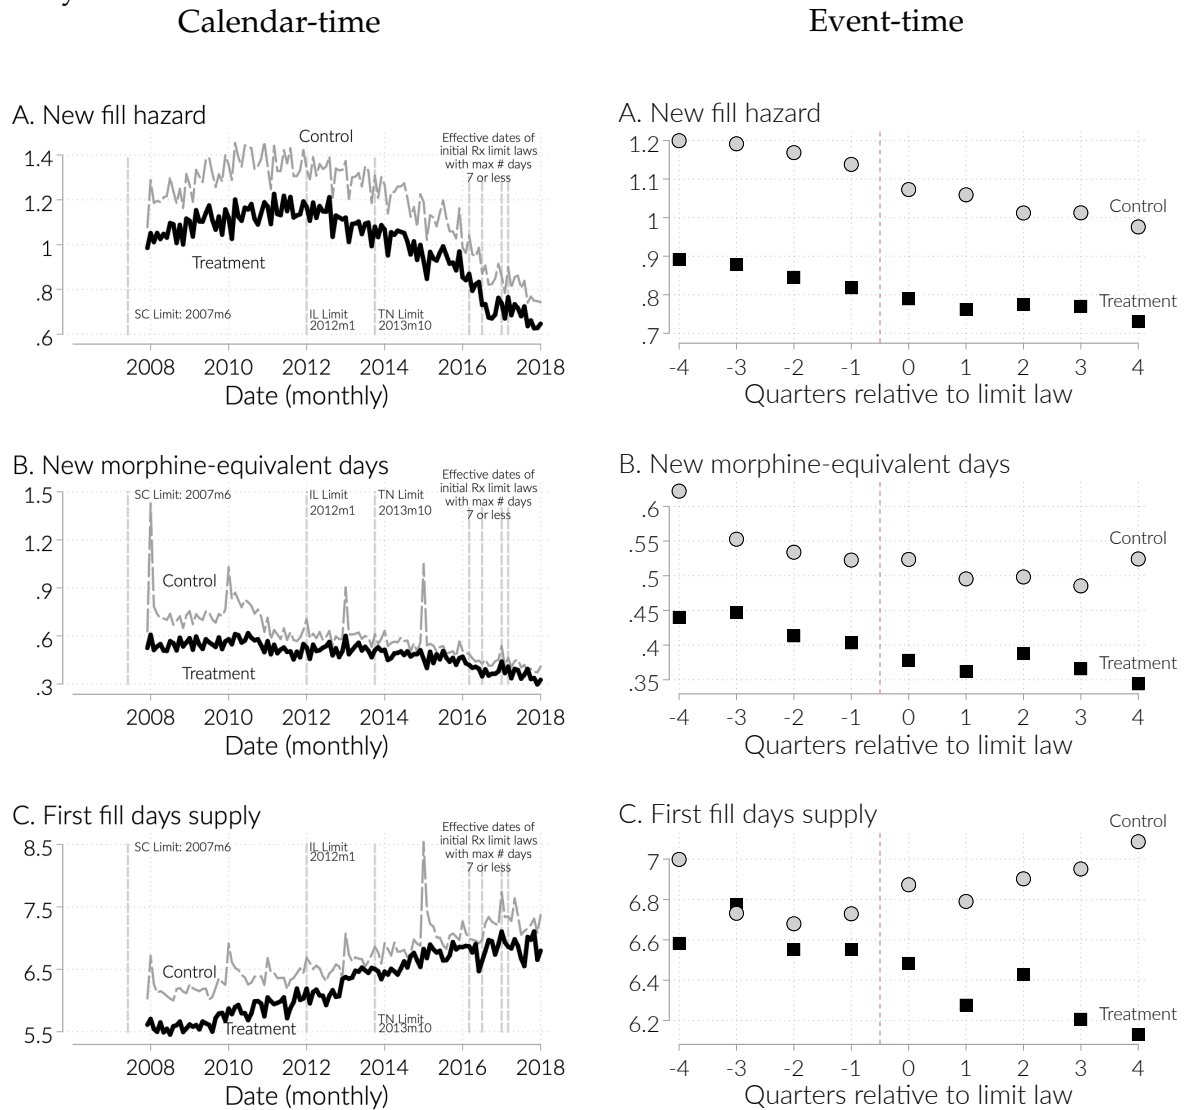 Calendar-time
Event-time
A. New fill hazard
Control
Effective dates of
initial Rx limit laws
with max # days
7 or less
1.4
1.2
1
.8
.6
Treatment
SC Limit: 2007m6
IL Limit
2012m1
TN Limit
2013m10
2008 2010 2012 2014 2016 2018
Date (monthly)
A. New fill hazard
1.2
1.1
1
.9
.8
.7
Control
Treatment
-4 -3 -2 -1 0 1 2 3 4
Quarters relative to limit law
B. New morphine-equivalent days
Effective dates of
initial Rx limit laws
with max # days
7 or less
SC Limit: 2007m6
IL Limit
2012m1
TN Limit
2013m10
1.5
1.2
.9
.6
.3
Control
Treatment
2008 2010 2012 2014 2016 2018
Date (monthly)
B. New morphine-equivalent days
.6
.55
.5
.45
.4
.35
Control
Treatment
-4 -3 -2 -1 0 1 2 3 4
Quarters relative to limit law
C. First fill days supply
Effective dates of
initial Rx limit laws
with max # days
7 or less
SC Limit: 2007m6
IL Limit
2012m1
8.5
7.5
6.5
5.5
Control
Treatment
TN Limit
2013m10
2008 2010 2012 2014 2016 2018
Date (monthly)
C. First fill days supply
Control
7
6.8
6.6
6.4
6.2
Treatment
-4 -3 -2 -1 0 1 2 3 4
Quarters relative to limit law